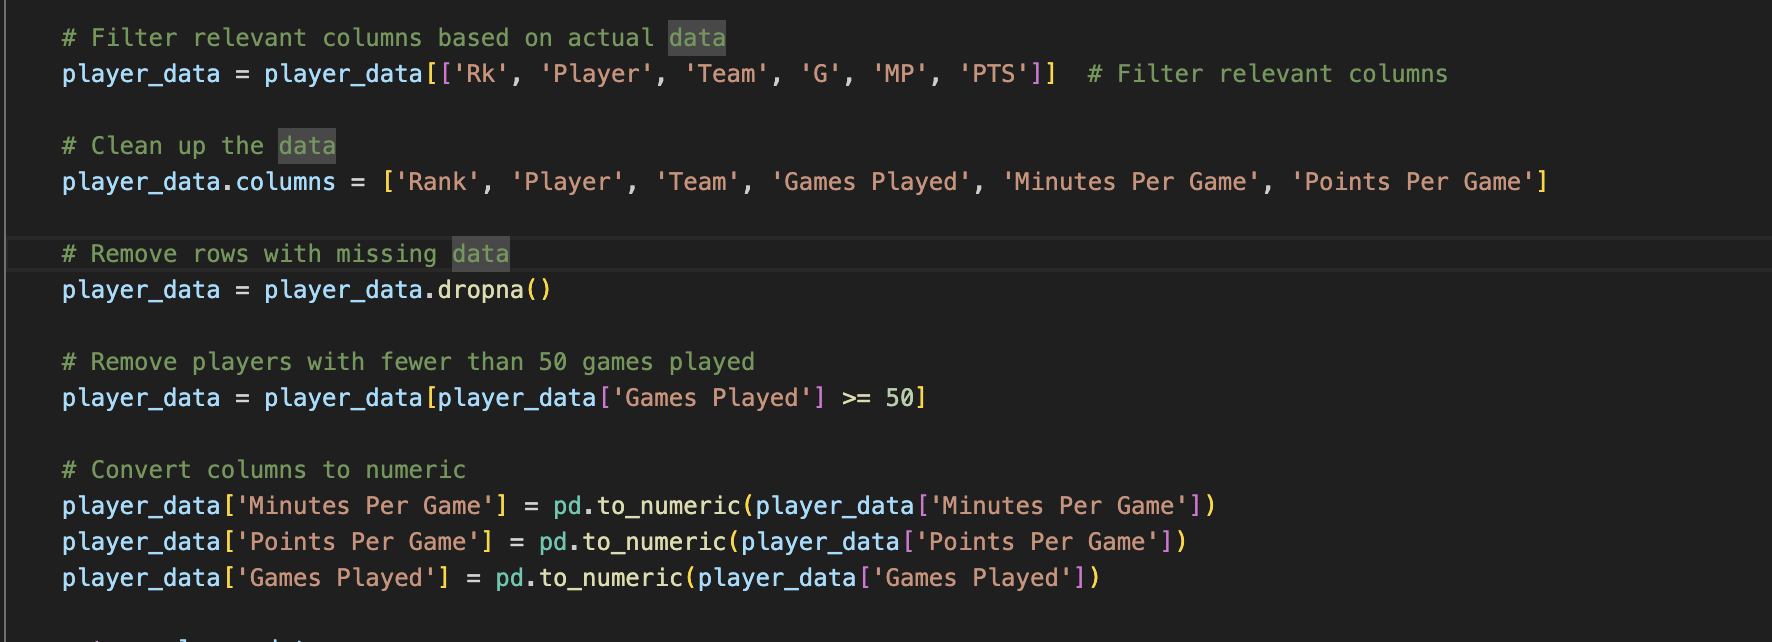 # Filter relevant columns based on actual data
player_data = player_data[['Rk', 'Player', 'Team', 'G', 'MP', 'PTS']]  # Filter relevant columns
# Clean up the data
player_data.columns = ['Rank', 'Player', 'Team', 'Games Played', 'Minutes Per Game', 'Points Per Game']
# Remove rows with missing data
player_data = player_data.dropna()
# Remove players with fewer than 50 games played
player_data = player_data[player_data['Games Played'] >= 50]
# Convert columns to numeric
player_data['Minutes Per Game'] = pd.to_numeric(player_data['Minutes Per Game'])
player_data['Points Per Game'] = pd.to_numeric(player_data['Points Per Game'])
player_data['Games Played'] = pd.to_numeric(player_data['Games Played'])